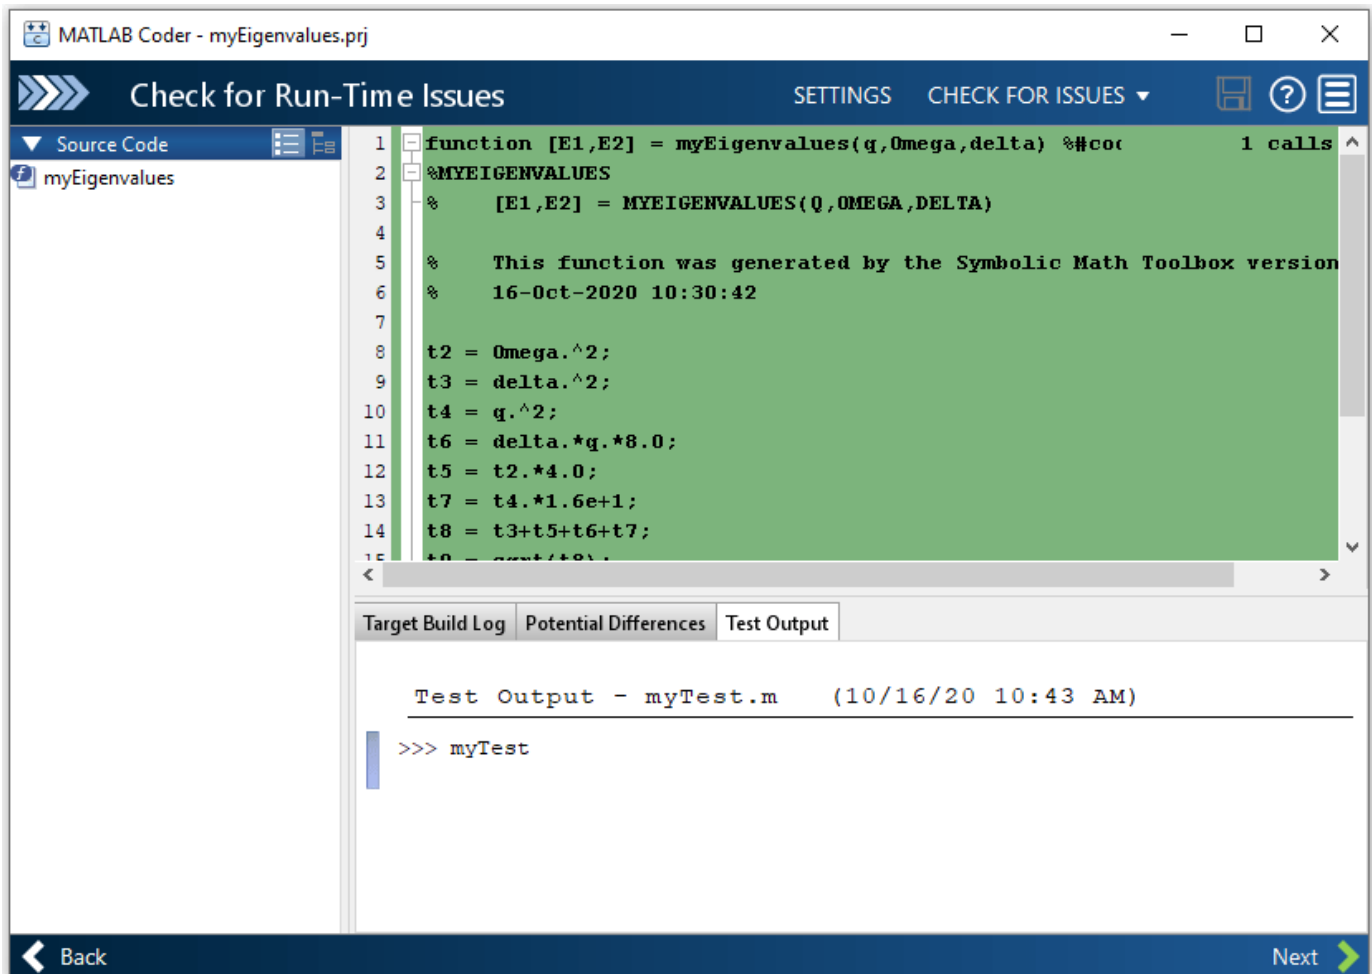 MATLAB Coder - myEigenvalues.prj
Check for Run-Time Issues
SETTINGS
CHECK FOR ISSUES
Source Code
myEigenvalues
1 function [E1,E2] = myEigenvalues(q,Omega,delta) %#coc 1 calls
2 %MYEIGENVALUES
3 % [E1,E2] = MYEIGENVALUES(Q,OMEGA,DELTA)
4
5 % This function was generated by the Symbolic Math Toolbox version
6 % 16-Oct-2020 10:30:42
7
8 t2 = Omega.^2;
9 t3 = delta.^2;
10 t4 = q.^2;
11 t6 = delta.*q.*8.0;
12 t5 = t2.*4.0;
13 t7 = t4.*1.6e+1;
14 t8 = t3+t5+t6+t7;
15 t9 = sqrt(t8);
Target Build Log
Potential Differences
Test Output
Test Output - myTest.m (10/16/20 10:43 AM)
>>> myTest
Back
Next